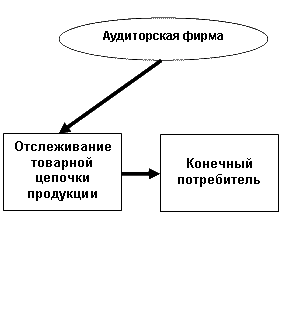 Аудиторская фирма
Отслеживание
товарной
цепочки
продукции
Конечный
потребитель